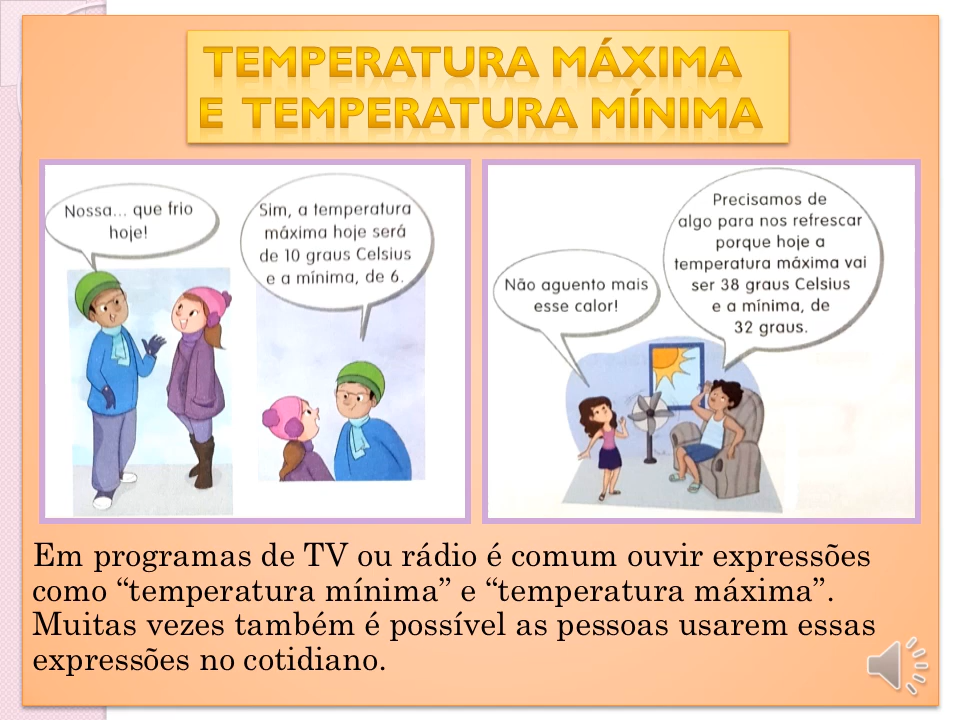 TEMPERATURA MÁXIMA
E TEMPERATURA MÍNIMA
Nossa... que frio
hoje!
Sim, a temperatura
máxima hoje será
de 10 graus Celsius
e a mínima, de 6.
Não aguento mais
esse calor!
Precisamos de
algo para nos refrescar
porque hoje a
temperatura máxima vai
ser 38 graus Celsius
e a mínima, de
32 graus.
Em programas de TV ou rádio é comum ouvir expressões
como “temperatura mínima” e “temperatura máxima”.
Muitas vezes também é possível as pessoas usarem essas
expressões no cotidiano.